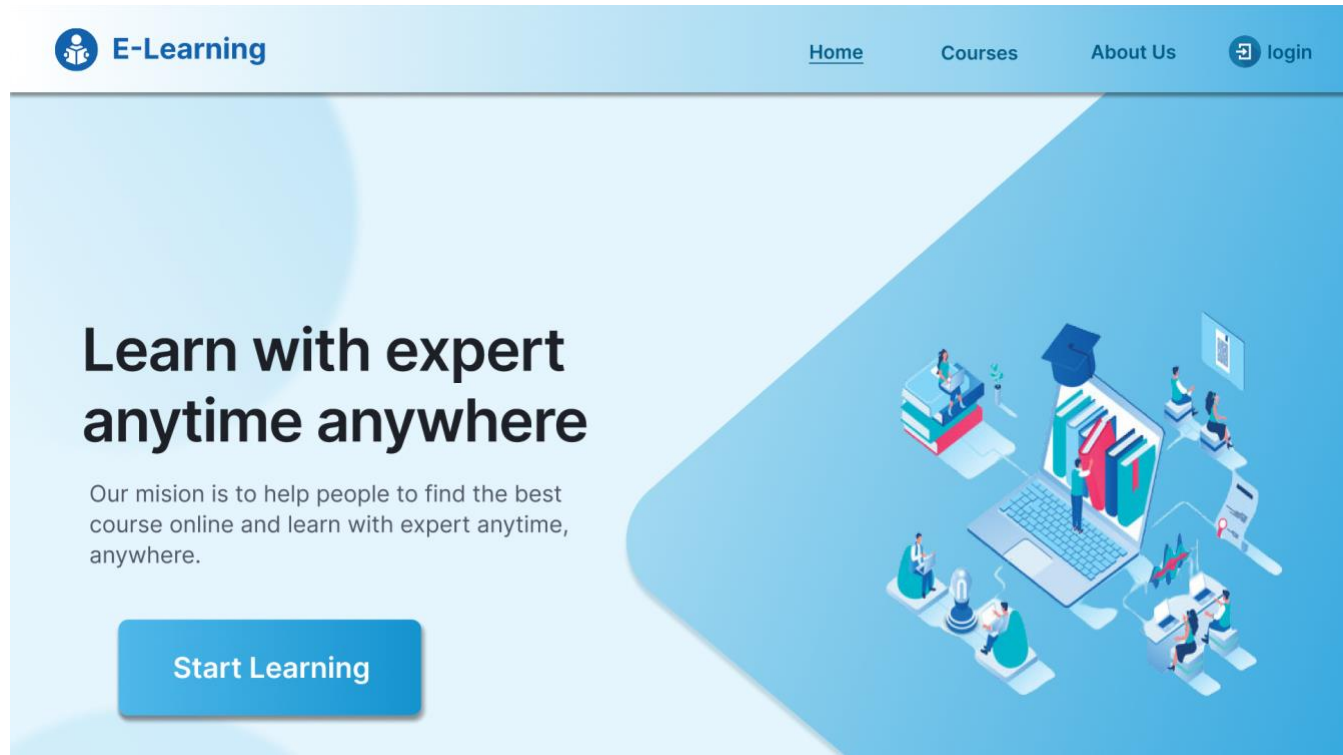 E-Learning
Home
Courses
About Us
login
Learn with expert
anytime anywhere
Our mision is to help people to find the best
course online and learn with expert anytime,
anywhere.
Start Learning